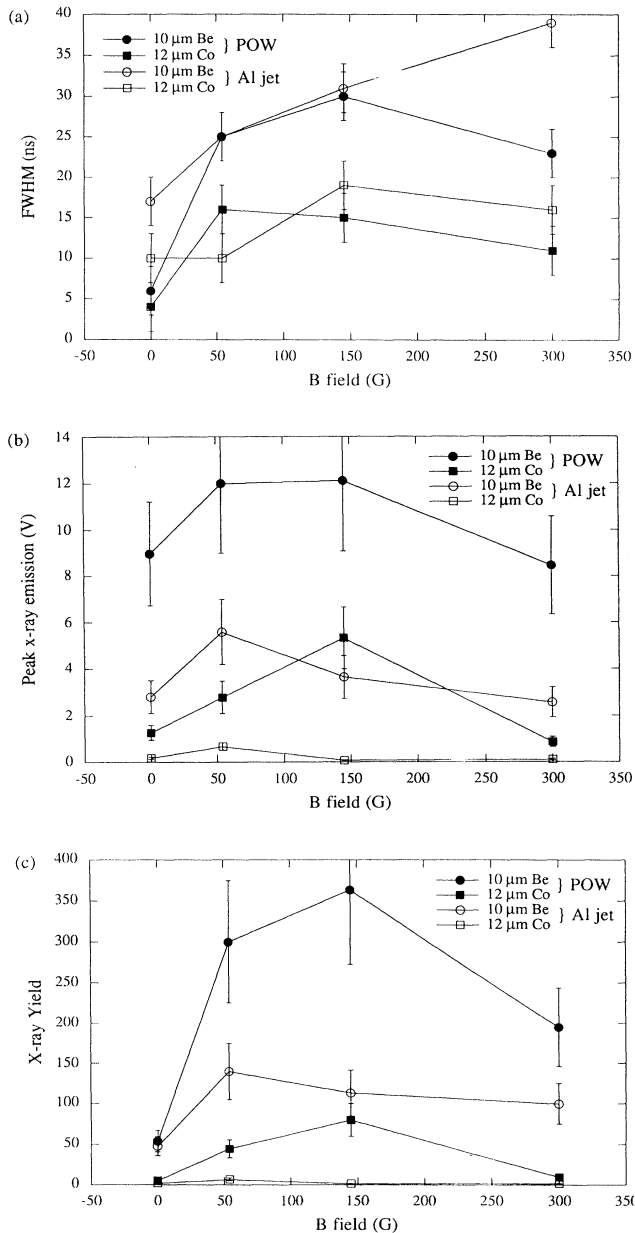 (a)
40
35
30
25
20
15
10
5
0
FWHM (ns)
10 µm Be
12 µm Co
} POW
10 µm Be
12 µm Co
} Al jet
-50 0 50 100 150 200 250 300 350
B field (G)
(b)
14
12
10
8
6
4
2
0
Peak x-ray emission (V)
10 µm Be
12 µm Co
} POW
10 µm Be
12 µm Co
} Al jet
-50 0 50 100 150 200 250 300 350
B field (G)
(c)
400
350
300
250
200
150
100
50
0
X-ray Yield
10 µm Be
12 µm Co
} POW
10 µm Be
12 µm Co
} Al jet
-50 0 50 100 150 200 250 300 350
B field (G)